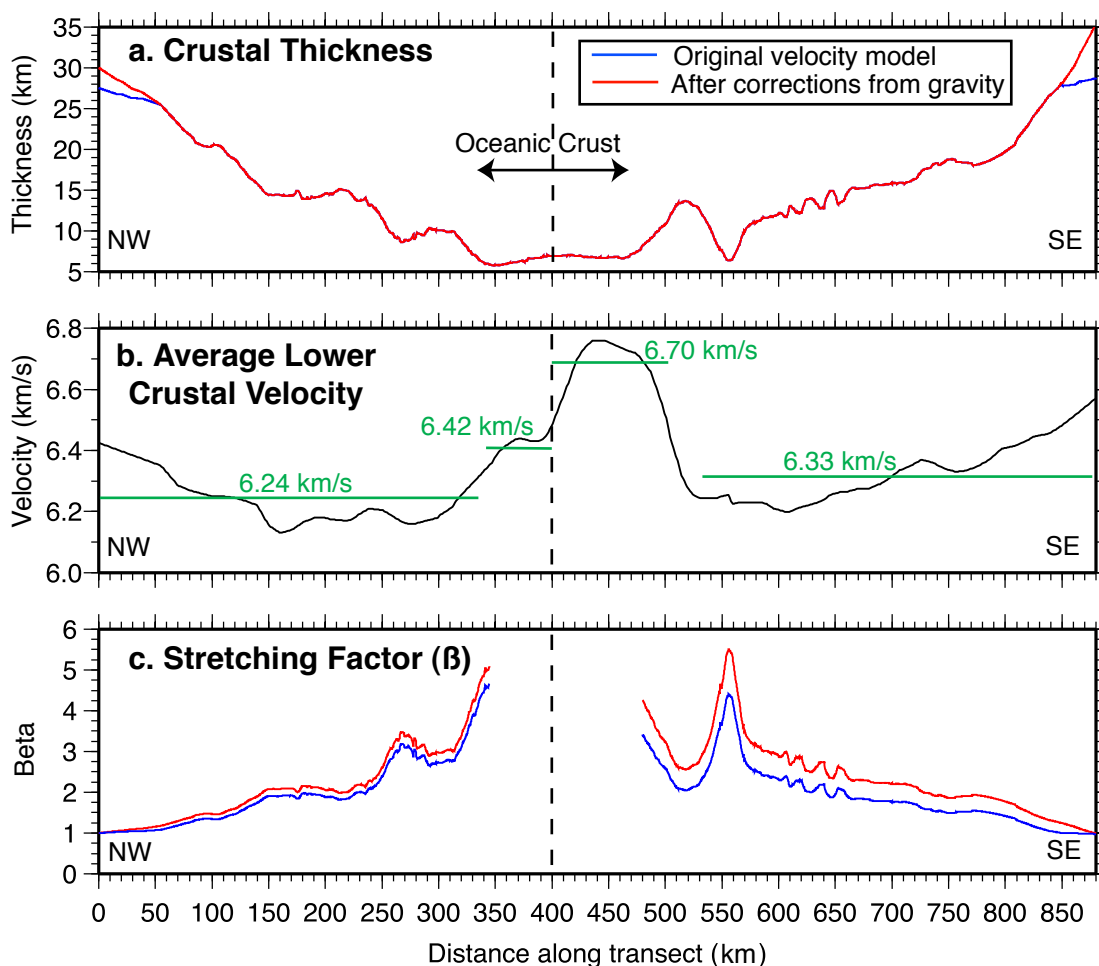 a. Crustal Thickness
Original velocity model
After corrections from gravity
Oceanic Crust
NW
SE
Thickness (km)
35
30
25
20
15
10
5
b. Average Lower
Crustal Velocity
6.70 km/s
6.42 km/s
6.33 km/s
6.24 km/s
NW
SE
Velocity (km/s)
6.8
6.6
6.4
6.2
6.0
c. Stretching Factor (ß)
NW
SE
Beta
6
5
4
3
2
1
0
0 50 100 150 200 250 300 350 400 450 500 550 600 650 700 750 800 850
Distance along transect (km)